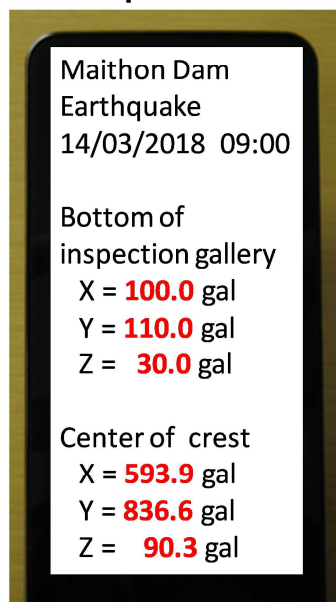 Maithon Dam
Earthquake
14/03/2018 09:00
Bottom of
inspection gallery
X = 100.0 gal
Y = 110.0 gal
Z = 30.0 gal
Center of crest
X = 593.9 gal
Y = 836.6 gal
Z = 90.3 gal